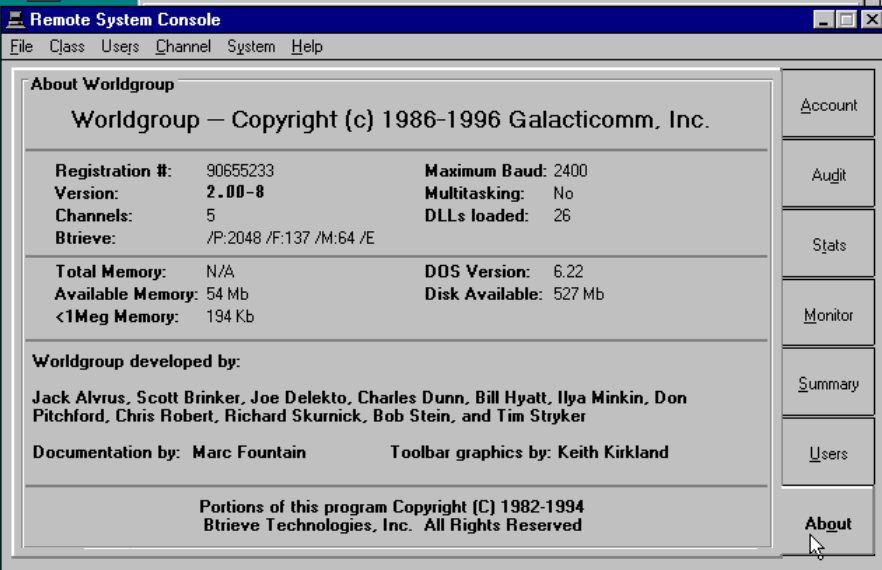 Remote System Console
File Class Users Channel System Help
About Worldgroup
Worldgroup — Copyright (c) 1986-1996 Galacticomm, Inc.
Registration #: 90655233 Maximum Baud: 2400
Version: 2.00-8 Multitasking: No
Channels: 5 DLLs loaded: 26
Btrieve: /P:2048 /F:137 /M:64 /E
Total Memory: N/A DOS Version: 6.22
Available Memory: 54 Mb Disk Available: 527 Mb
<1Meg Memory: 194 Kb
Worldgroup developed by:
Jack Alvrus, Scott Brinker, Joe Delekto, Charles Dunn, Bill Hyatt, Ilya Minkin, Don
Pitchford, Chris Robert, Richard Skurnick, Bob Stein, and Tim Stryker
Documentation by: Marc Fountain Toolbar graphics by: Keith Kirkland
Portions of this program Copyright (C) 1982-1994
Btrieve Technologies, Inc. All Rights Reserved
Account
Audit
Stats
Monitor
Summary
Users
About